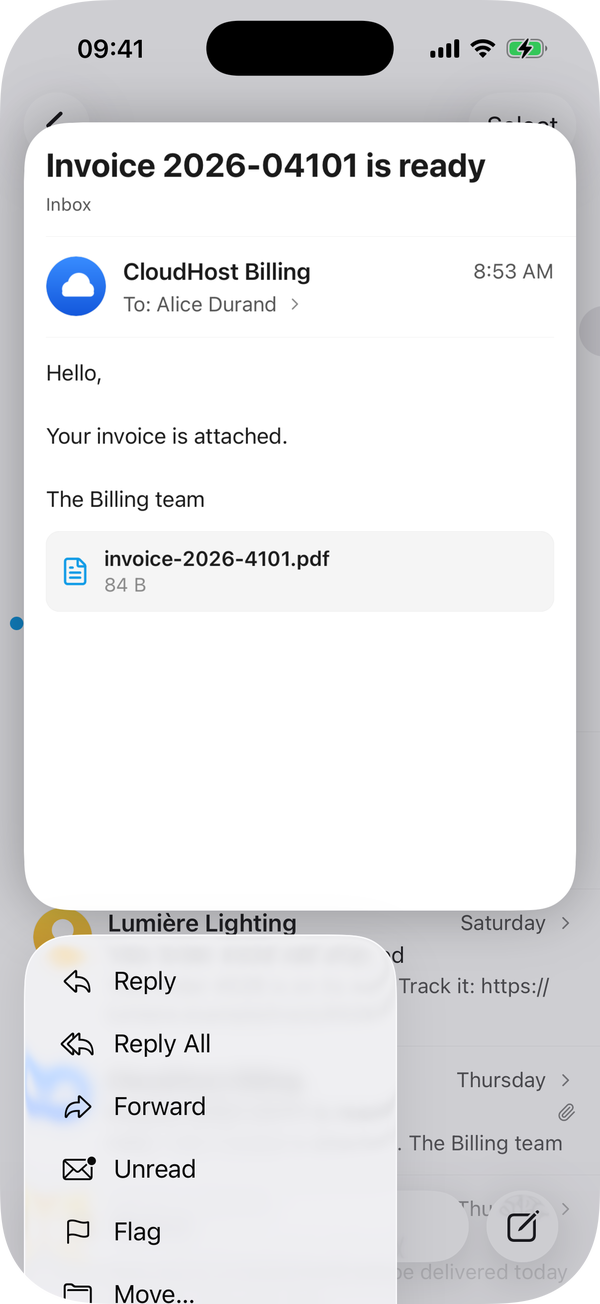 09:41
Select
Invoice 2026-04101 is ready
Inbox
CloudHost Billing
8:53 AM
To: Alice Durand
Hello,
Your invoice is attached.
The Billing team
invoice-2026-4101.pdf
84 B
Lumière Lighting
Saturday
Track it: https://
Reply
Reply All
Thursday
Forward
. The Billing team
Unread
Thu
Flag
be delivered today
Move...